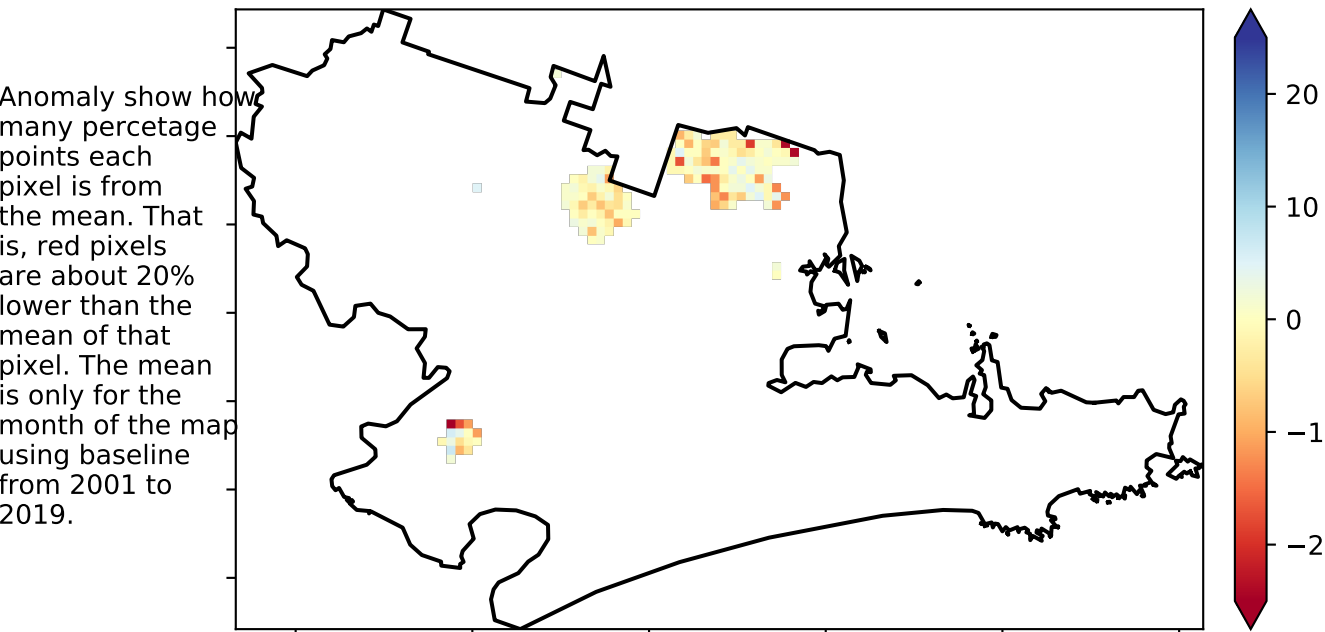 Anomaly show how
many percetage
points each
pixel is from
the mean. That
is, red pixels
are about 20%
lower than the
mean of that
pixel. The mean
is only for the
month of the map
using baseline
from 2001 to
2019.
20
10
0
−1
−2